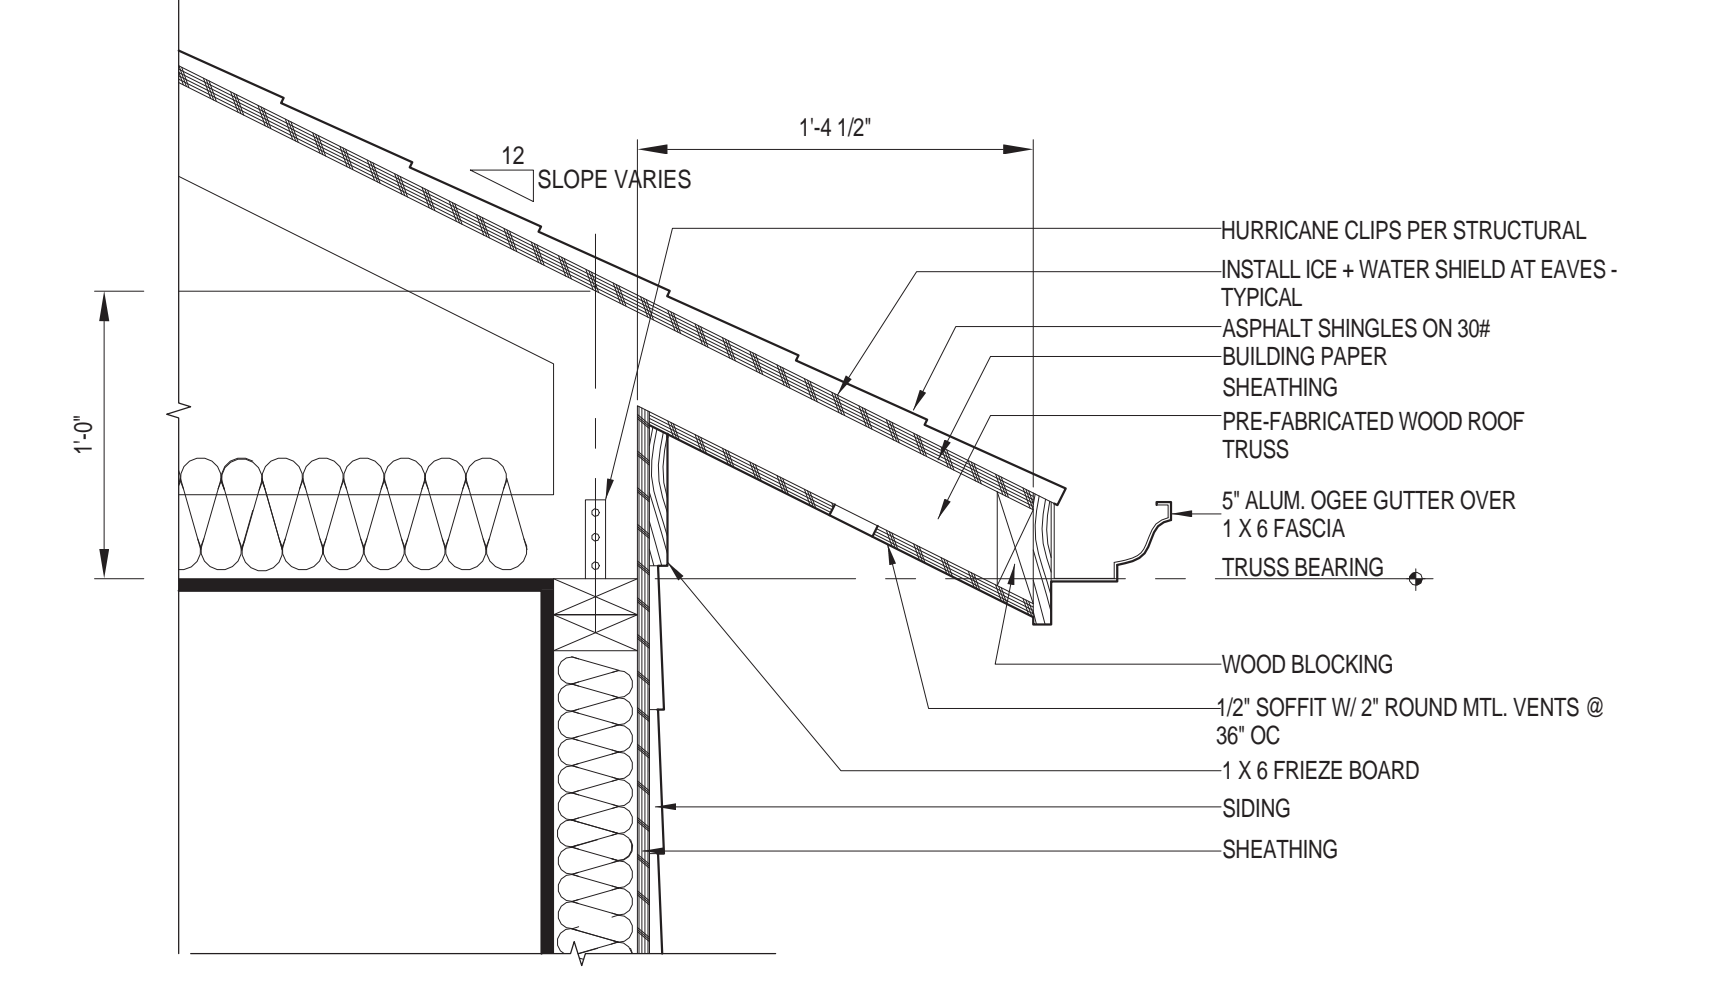 1'-4 1/2"
12
SLOPE VARIES
HURRICANE CLIPS PER STRUCTURAL
INSTALL ICE + WATER SHIELD AT EAVES -
TYPICAL
ASPHALT SHINGLES ON 30#
BUILDING PAPER
SHEATHING
PRE-FABRICATED WOOD ROOF
TRUSS
1'-0"
5" ALUM. OGEE GUTTER OVER
1 X 6 FASCIA
TRUSS BEARING
WOOD BLOCKING
1/2" SOFFIT W/ 2" ROUND MTL. VENTS @
36" OC
1 X 6 FRIEZE BOARD
SIDING
SHEATHING